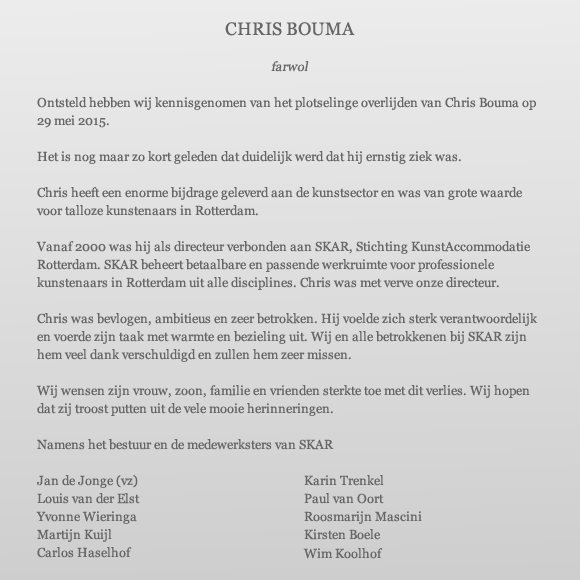 CHRIS BOUMA
farwol
Ontsteld hebben wij kennisgenomen van het plotselinge overlijden van Chris Bouma op
29 mei 2015.
Het is nog maar zo kort geleden dat duidelijk werd dat hij ernstig ziek was.
Chris heeft een enorme bijdrage geleverd aan de kunstsector en was van grote waarde
voor talloze kunstenaars in Rotterdam.
Vanaf 2000 was hij als directeur verbonden aan SKAR, Stichting KunstAccommodatie
Rotterdam. SKAR beheert betaalbare en passende werkruimte voor professionele
kunstenaars in Rotterdam uit alle disciplines. Chris was met verve onze directeur.
Chris was bevlogen, ambitieus en zeer betrokken. Hij voelde zich sterk verantwoordelijk
en voerde zijn taak met warmte en bezieling uit. Wij en alle betrokkenen bij SKAR zijn
hem veel dank verschuldigd en zullen hem zeer missen.
Wij wensen zijn vrouw, zoon, familie en vrienden sterkte toe met dit verlies. Wij hopen
dat zij troost putten uit de vele mooie herinneringen.
Namens het bestuur en de medewerksters van SKAR
Jan de Jonge (vz)
Louis van der Elst
Yvonne Wieringa
Martijn Kuijl
Carlos Haselhof
Karin Trenkel
Paul van Oort
Roosmarijn Mascini
Kirsten Boele
Wim Koolhof